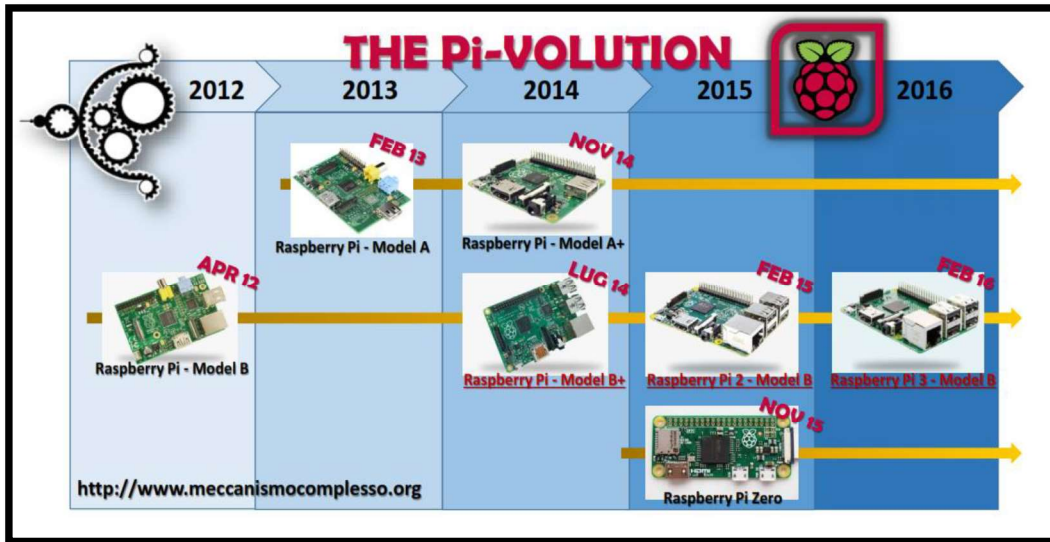 THE Pi-VOLUTION
2012
2013
2014
2015
2016
FEB 13
NOV 14
Raspberry Pi - Model A
Raspberry Pi - Model A+
APR 12
LUG 14
FEB 15
FEB 16
Raspberry Pi - Model B
Raspberry Pi - Model B+
Raspberry Pi 2 - Model B
Raspberry Pi 3 - Model B
NOV 15
HDMI
Raspberry Pi Zero
http://www.meccanismocomplesso.org